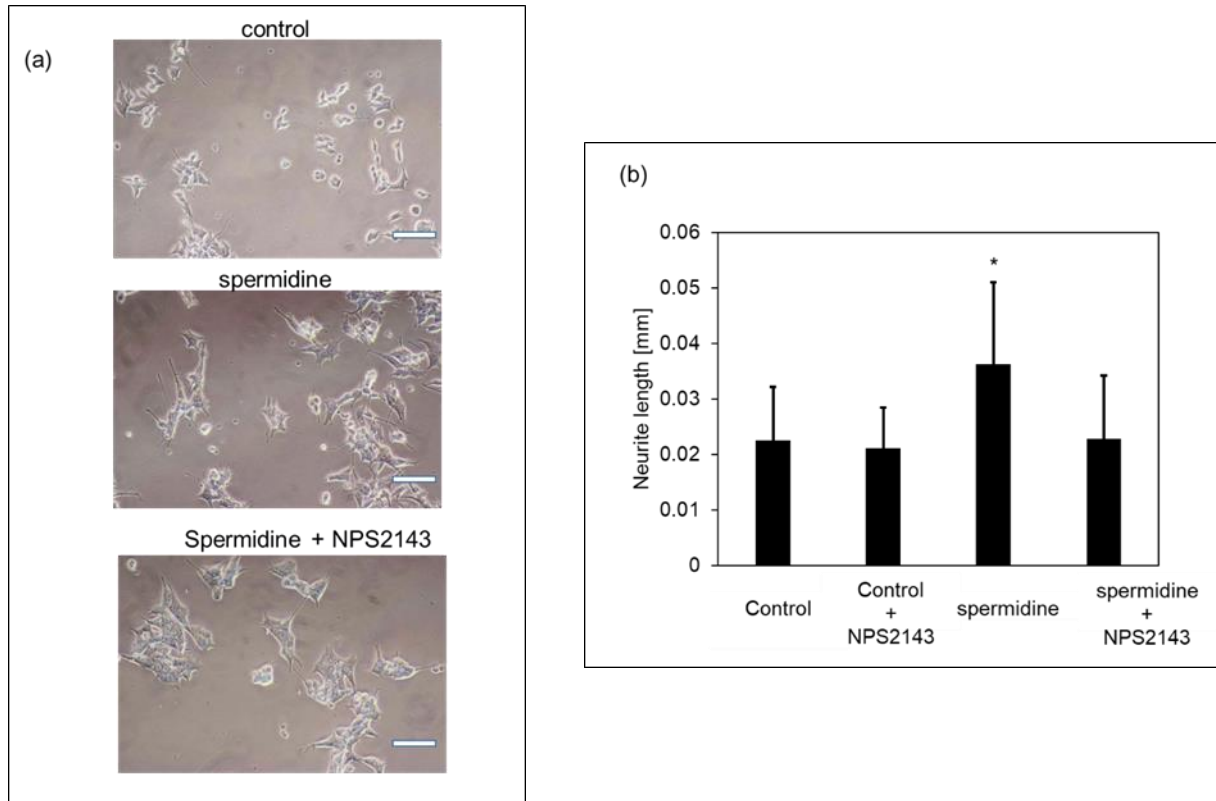 (a)
control
spermidine
Spermidine + NPS2143
(b)
Neurite length [mm]
0.06
0.05
0.04
0.03
0.02
0.01
0
*
Control
Control
+
NPS2143
spermidine
spermidine
+
NPS2143